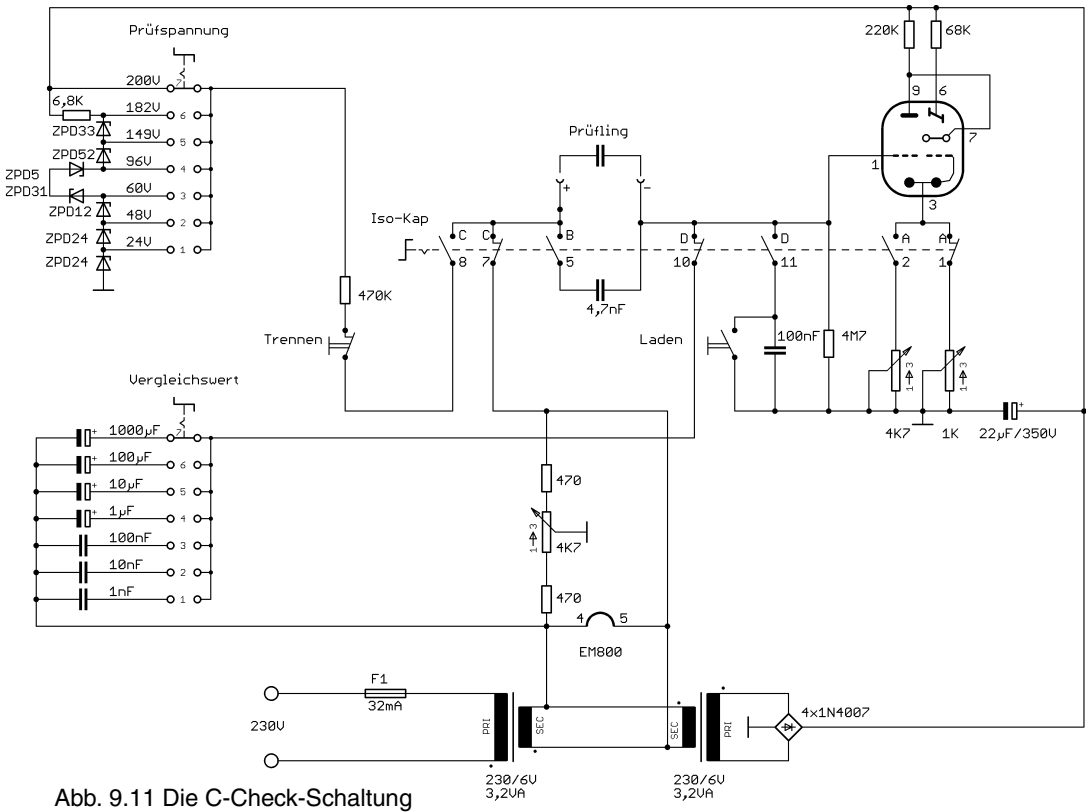 Prüfspannung
7
200V
6,8K
182V
6
ZPD33
149V
5
ZPD52
96V
4
ZPD5
ZPD31
60V
3
ZPD12
48V
2
ZPD24
24V
1
ZPD24
470K
Trennen
Iso-Kap
C
8
C
7
Prüfling
+
-
B
5
4,7nF
D
10
D
11
Laden
100nF
4M7
220K
68K
9
6
7
1
3
A
2
A
1
1 3
1 3
4K7
1K
+
22µF/350V
Vergleichswert
7
+
1000µF
+
100µF
6
+
10µF
5
+
1µF
4
100nF
3
10nF
2
1nF
1
470
1 3
4K7
470
4
5
EM800
F1
32mA
230V
PRI
SEC
SEC
PRI
4x1N4007
230/6V
3,2VA
230/6V
3,2VA
Abb. 9.11 Die C-Check-Schaltung